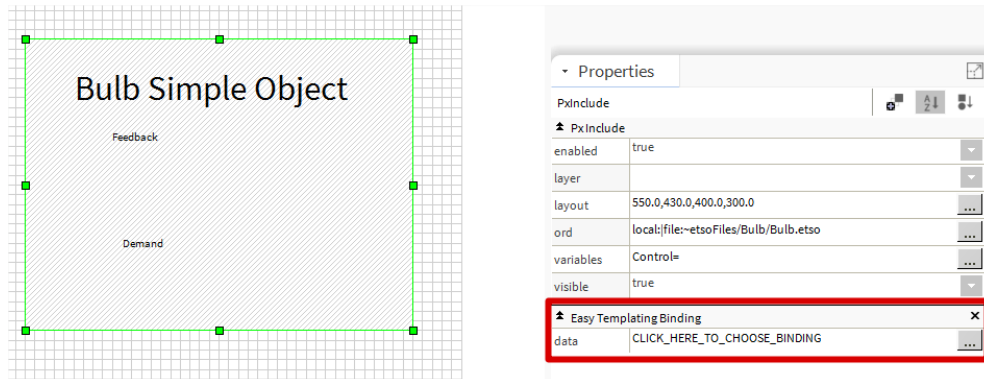 Bulb Simple Object
Feedback
Demand
Properties
PxInclude
PxInclude
enabled true
layer
layout 550.0,430.0,400.0,300.0 ...
ord local:|file:~etsoFiles/Bulb/Bulb.etso ...
variables Control= ...
visible true
Easy Templating Binding
data CLICK_HERE_TO_CHOOSE_BINDING ...